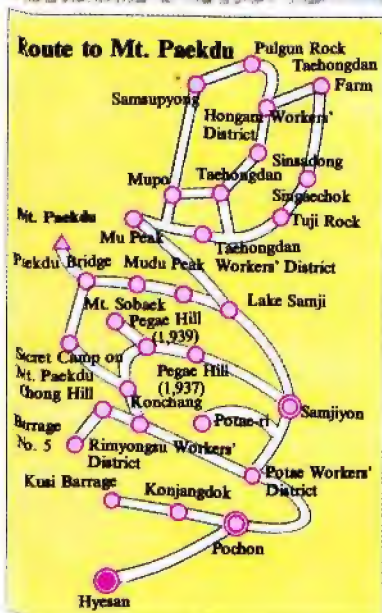 Route to Mt. Paekdu
Pulgun Rock
Taehongdan
Farm
Samsupyong
Hongam Workers'
District
Sinsadong
Mupo
Taehongdan
Singaechok
Mt. Paekdu
Tuji Rock
Mu Peak
Taehongdan
Workers' District
Paekdu Bridge
Mudu Peak
Lake Samji
Mt. Sobaek
Pegae Hill
(1,939)
Secret Camp on
Mt. Paekdu
Pegae Hill
(1,937)
Chong Hill
Konchang
Samjiyon
Barrage
No. 5
Potae-ri
Rimyongsu Workers'
District
Potae Workers'
District
Kusi Barrage
Konjangdok
Pochon
Hyesan